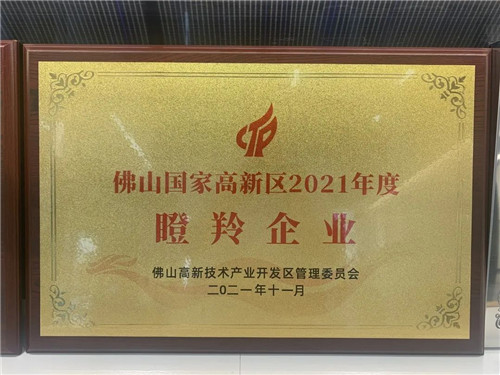 佛山国家高新区2021年度
瞪羚企业
佛山高新技术产业开发区管理委员会
二〇二一年十一月